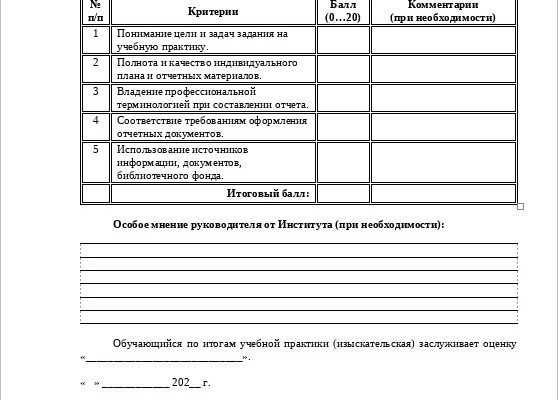 № п/п Критерии Балл (0…20) Комментарии (при необходимости)
1 Понимание цели и задач задания на
учебную практику.
2 Полнота и качество индивидуального
плана и отчетных материалов.
3 Владение профессиональной
терминологией при составлении отчета.
4 Соответствие требованиям оформления
отчетных документов.
5 Использование источников
информации, документов,
библиотечного фонда.
Итоговый балл:
Особое мнение руководителя от Института (при необходимости):
Обучающийся по итогам учебной практики (изыскательская) заслуживает оценку
«____________________________».
« » ____________ 202__ г.